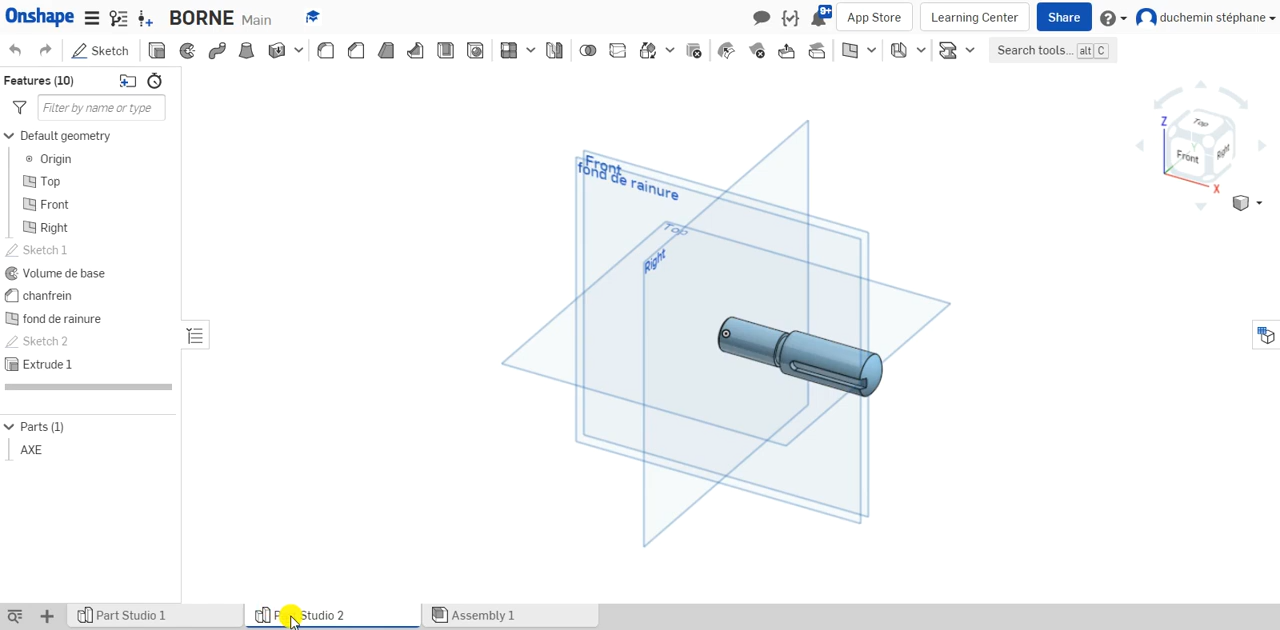 Onshape
BORNE Main
9+
App Store
Learning Center
Share
duchemin stéphane
Sketch
Search tools... alt C
Features (10)
Filter by name or type
Default geometry
Origin
Top
Front
Right
Sketch 1
Volume de base
chanfrein
fond de rainure
Sketch 2
Extrude 1
Parts (1)
AXE
Front
fond de rainure
Top
Right
Z
Top
Y
Front
Right
X
Part Studio 1
Studio 2
Assembly 1